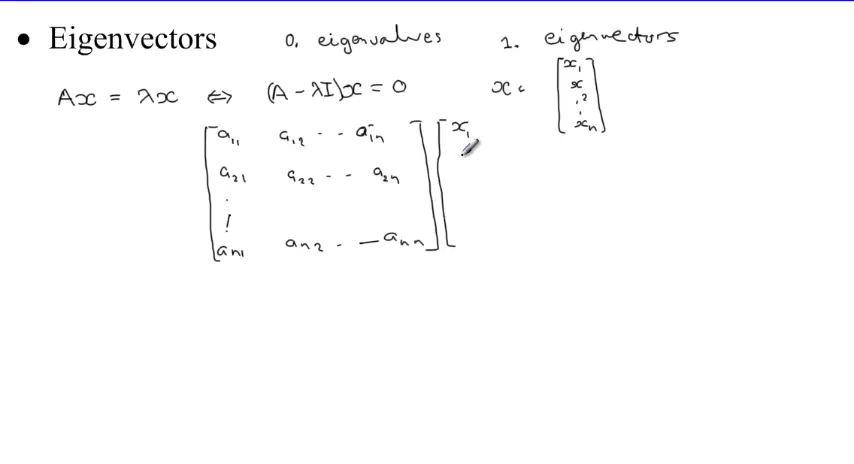 • Eigenvectors 0. eigenvalues 1. eigenvectors
Ax = λx ⇔ (A - λI)x = 0 x = [x₁ x₂ ⋮ xₙ]
[a₁₁ a₁₂ - - a₁ₙ] [x₁
[a₂₁ a₂₂ - - a₂ₙ]
⋮
[aₙ₁ aₙ₂ - — aₙₙ]